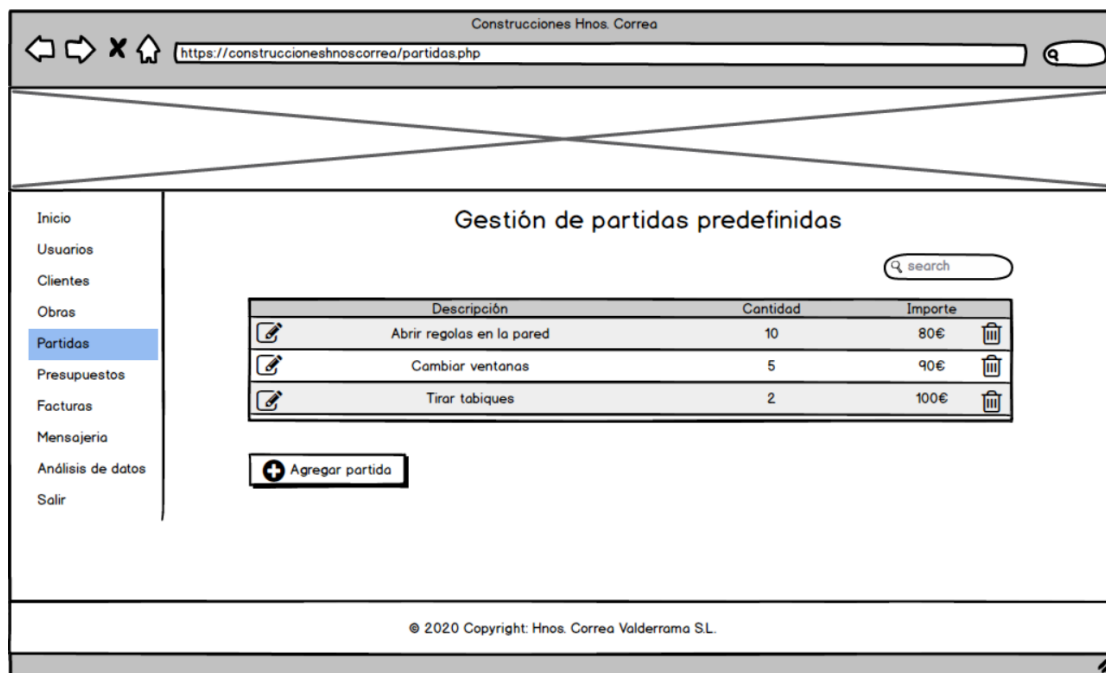 Construcciones Hnos. Correa
https://construccioneshnoscorrea/partidas.php
Inicio
Usuarios
Clientes
Obras
Partidas
Presupuestos
Facturas
Mensajeria
Análisis de datos
Salir
Gestión de partidas predefinidas
search
Descripción Cantidad Importe
Abrir regolas en la pared 10 80€
Cambiar ventanas 5 90€
Tirar tabiques 2 100€
Agregar partida
© 2020 Copyright: Hnos. Correa Valderrama S.L.